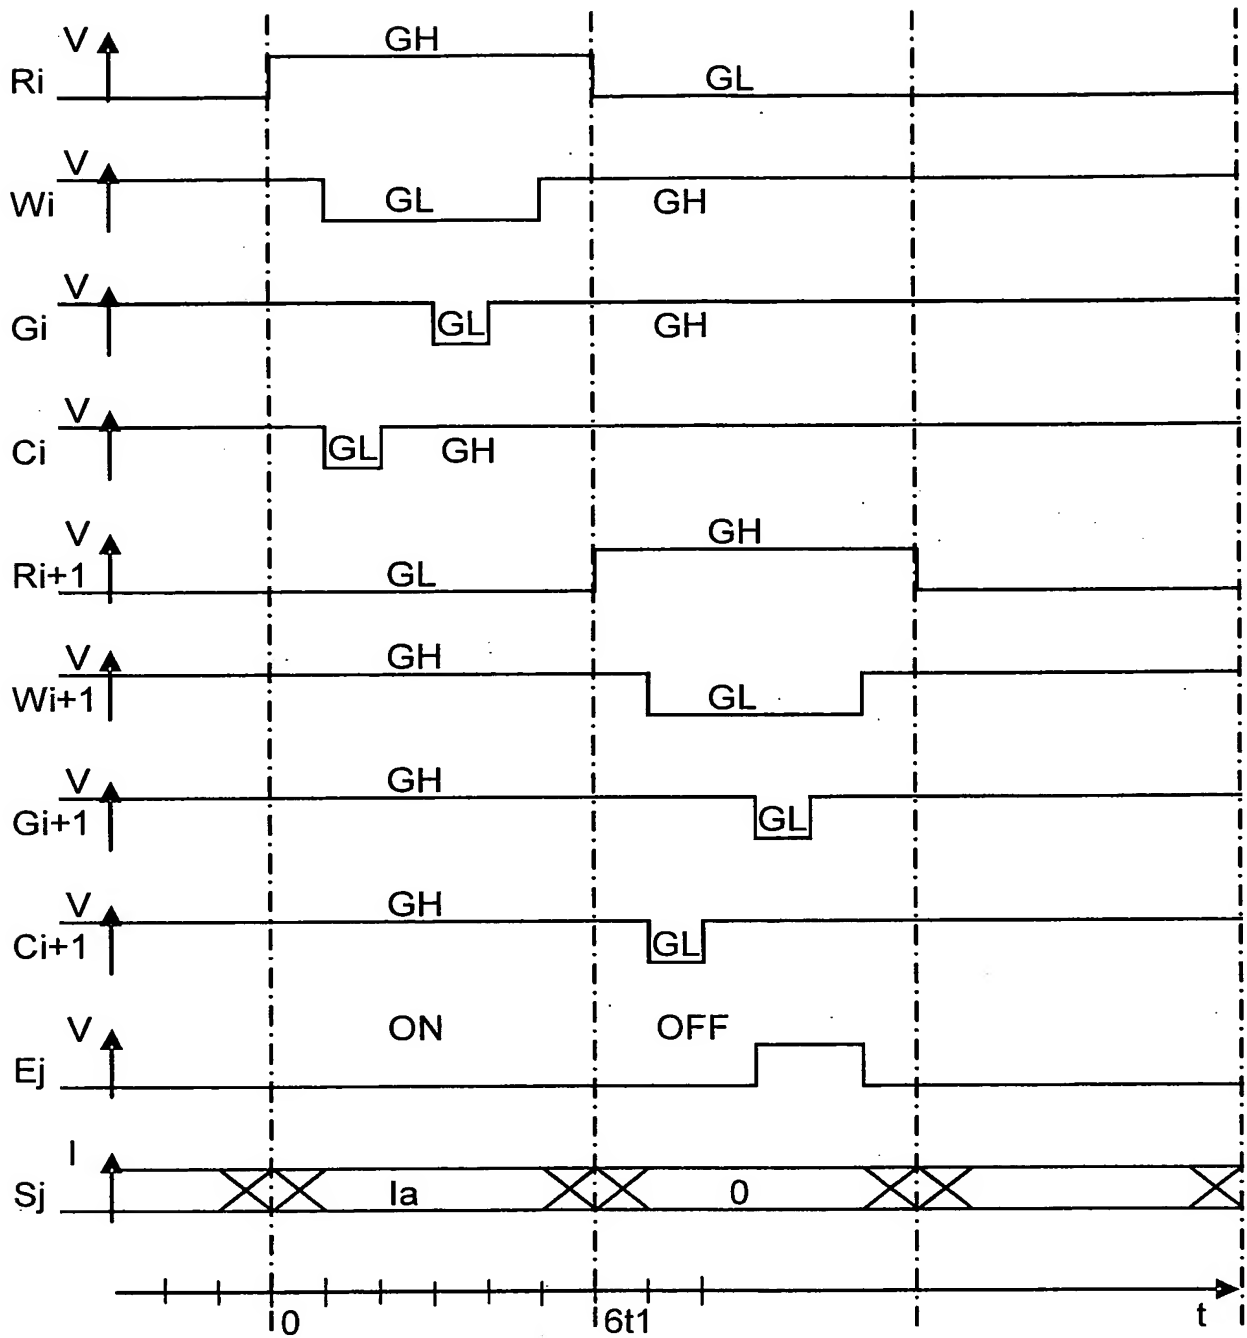 V GH
Ri GL
V
Wi GL GH
V
Gi GL GH
V
Ci GL GH
V GH
Ri+1 GL
V GH
Wi+1 GL
V GH
Gi+1 GL
V GH
Ci+1 GL
V ON OFF
Ej
I
Sj Ia 0
0 6t1 t